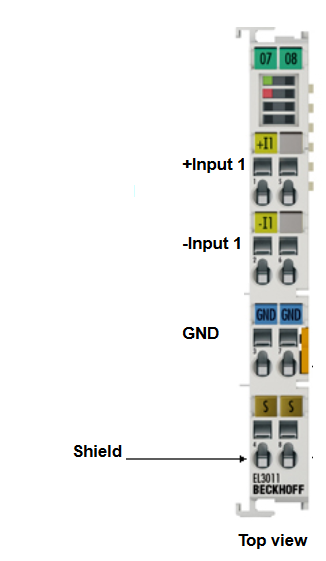 07 08
+I1
+Input 1
-I1
-Input 1
GND GND
GND
S S
Shield
EL3011
BECKHOFF
Top view